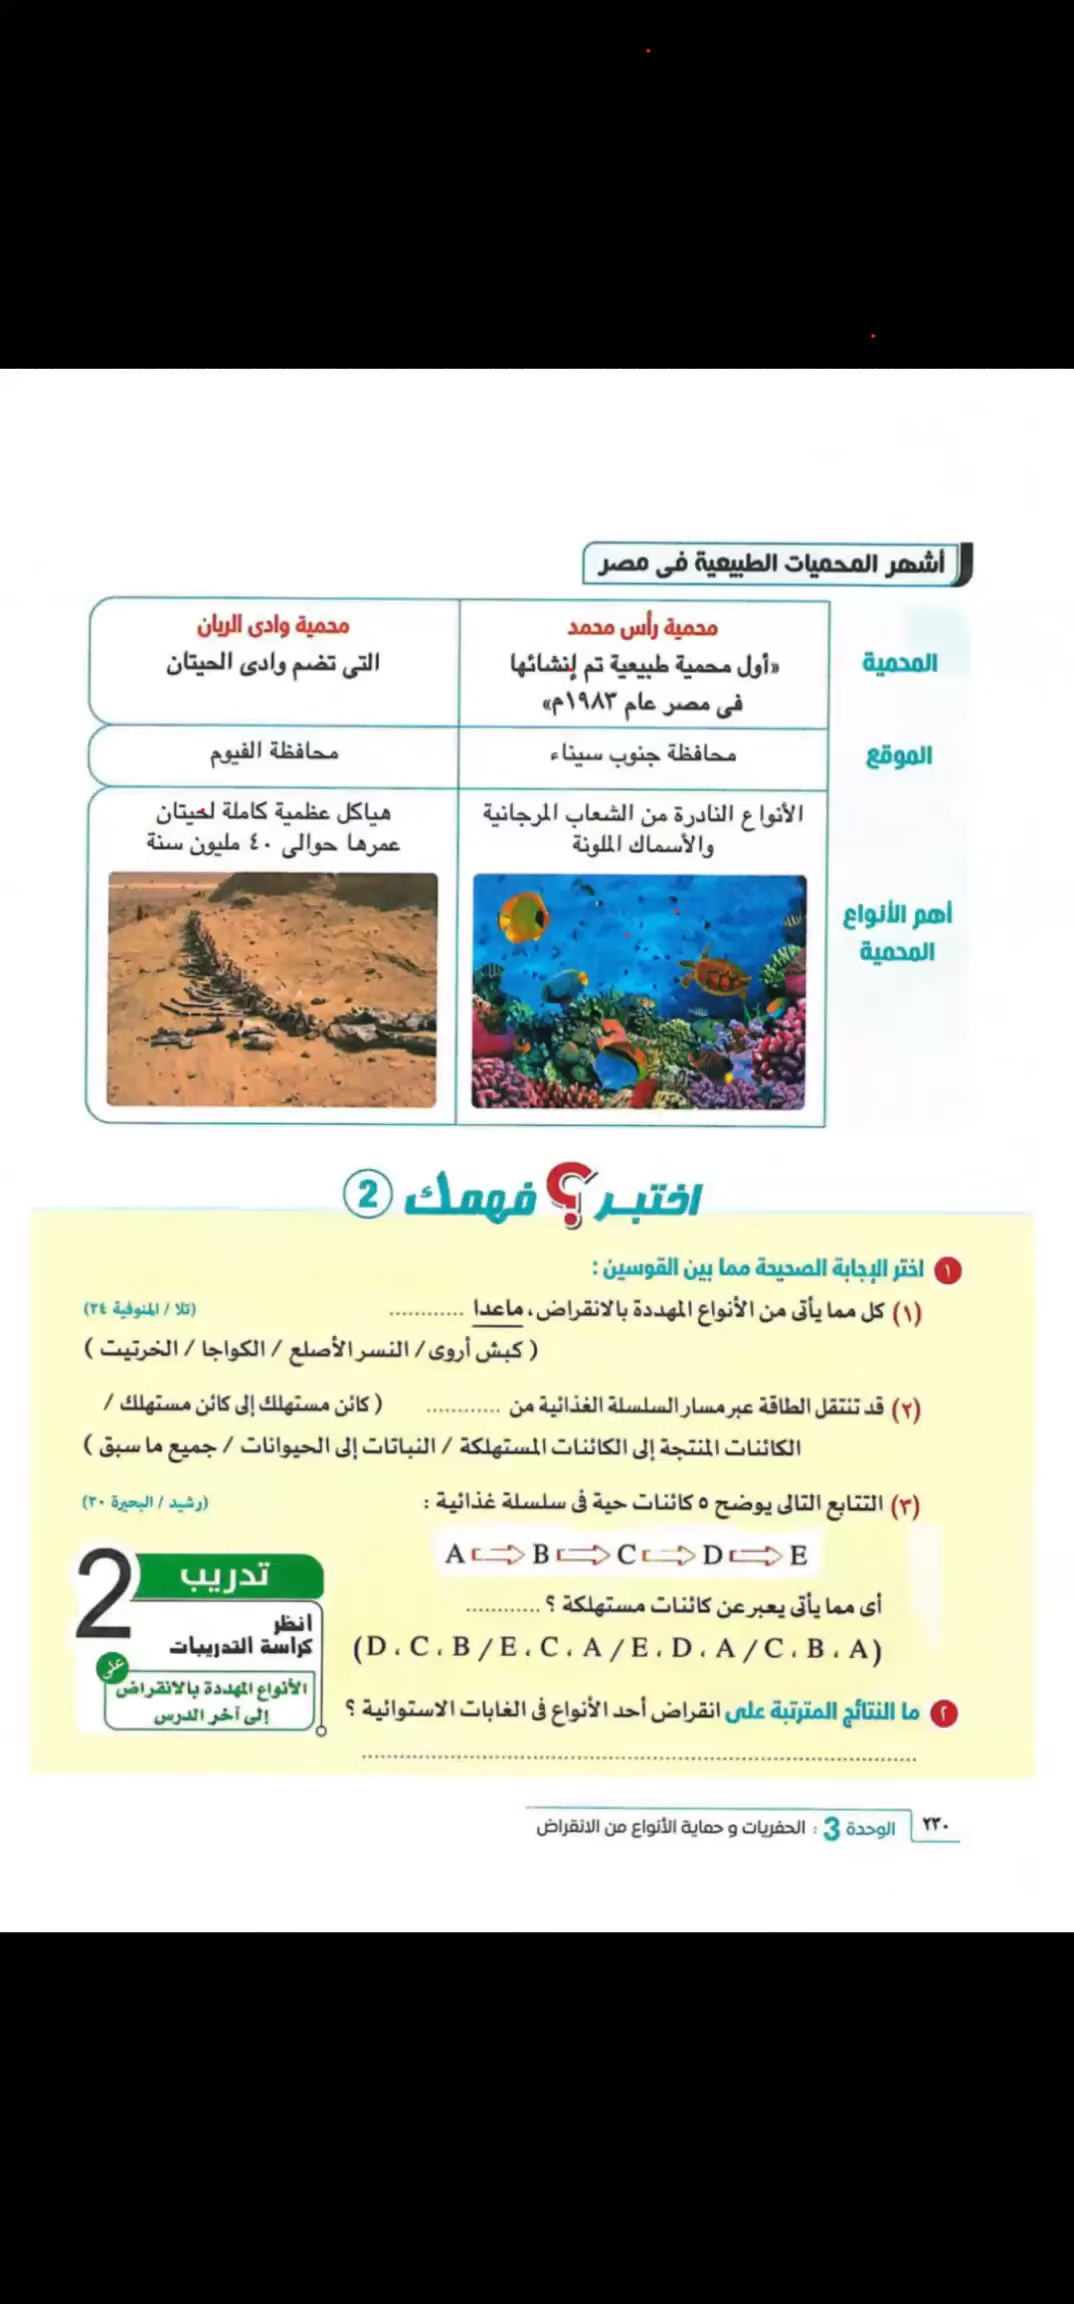 أشهر المحميات الطبيعية فى مصر
المحمية
محمية رأس محمد
«أول محمية طبيعية تم إنشائها
فى مصر عام ١٩٨٣م»
محمية وادى الريان
التى تضم وادى الحيتان
الموقع
محافظة جنوب سيناء
محافظة الفيوم
أهم الأنواع
المحمية
الأنواع النادرة من الشعاب المرجانية
والأسماك الملونة
هياكل عظمية كاملة لحيتان
عمرها حوالى ٤٠ مليون سنة
اختبر ؟ فهمك 2
١ اختر الإجابة الصحيحة مما بين القوسين :
(١) كل مما يأتى من الأنواع المهددة بالانقراض، ماعدا ............ (تلا / المنوفية ٢٤)
( كبش أروى / النسر الأصلع / الكواجا / الخرتيت )
(٢) قد تنتقل الطاقة عبر مسار السلسلة الغذائية من ............ ( كائن مستهلك إلى كائن مستهلك /
الكائنات المنتجة إلى الكائنات المستهلكة / النباتات إلى الحيوانات / جميع ما سبق )
(٣) التتابع التالى يوضح ٥ كائنات حية فى سلسلة غذائية : (رشيد / البحيرة ٢٠)
A ⇨ B ⇨ C ⇨ D ⇨ E
أى مما يأتى يعبر عن كائنات مستهلكة ؟ ............
(D ، C ، B / E ، C ، A / E ، D ، A / C ، B ، A)
٢ ما النتائج المترتبة على انقراض أحد الأنواع فى الغابات الاستوائية ؟
................................................................
2 تدريب
انظر
كراسة التدريبات
على
الأنواع المهددة بالانقراض
إلى آخر الدرس
٢٣٠ الوحدة 3 : الحفريات و حماية الأنواع من الانقراض